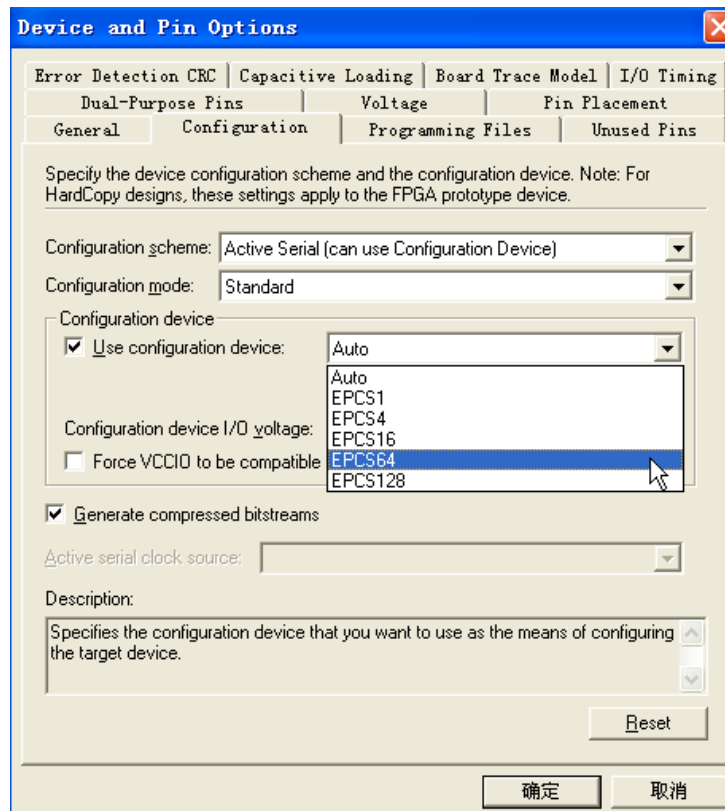 Device and Pin Options
Error Detection CRC Capacitive Loading Board Trace Model I/O Timing
Dual-Purpose Pins Voltage Pin Placement
General Configuration Programming Files Unused Pins
Specify the device configuration scheme and the configuration device. Note: For
HardCopy designs, these settings apply to the FPGA prototype device.
Configuration scheme: Active Serial (can use Configuration Device)
Configuration mode: Standard
Configuration device
Use configuration device: Auto
Auto
EPCS1
EPCS4
Configuration device I/O voltage:
EPCS16
Force VCCIO to be compatible EPCS64
EPCS128
Generate compressed bitstreams
Active serial clock source:
Description:
Specifies the configuration device that you want to use as the means of configuring
the target device.
Reset
确定 取消